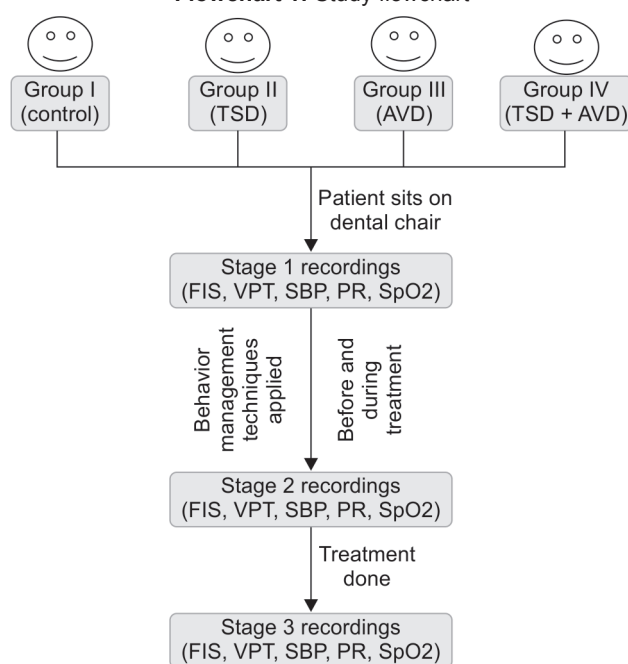 Flowchart 1: Study flowchart
Group I
(control)
Group II
(TSD)
Group III
(AVD)
Group IV
(TSD + AVD)
Patient sits on
dental chair
Stage 1 recordings
(FIS, VPT, SBP, PR, SpO2)
Behavior
management
techniques
applied
Before and
during
treatment
Stage 2 recordings
(FIS, VPT, SBP, PR, SpO2)
Treatment
done
Stage 3 recordings
(FIS, VPT, SBP, PR, SpO2)